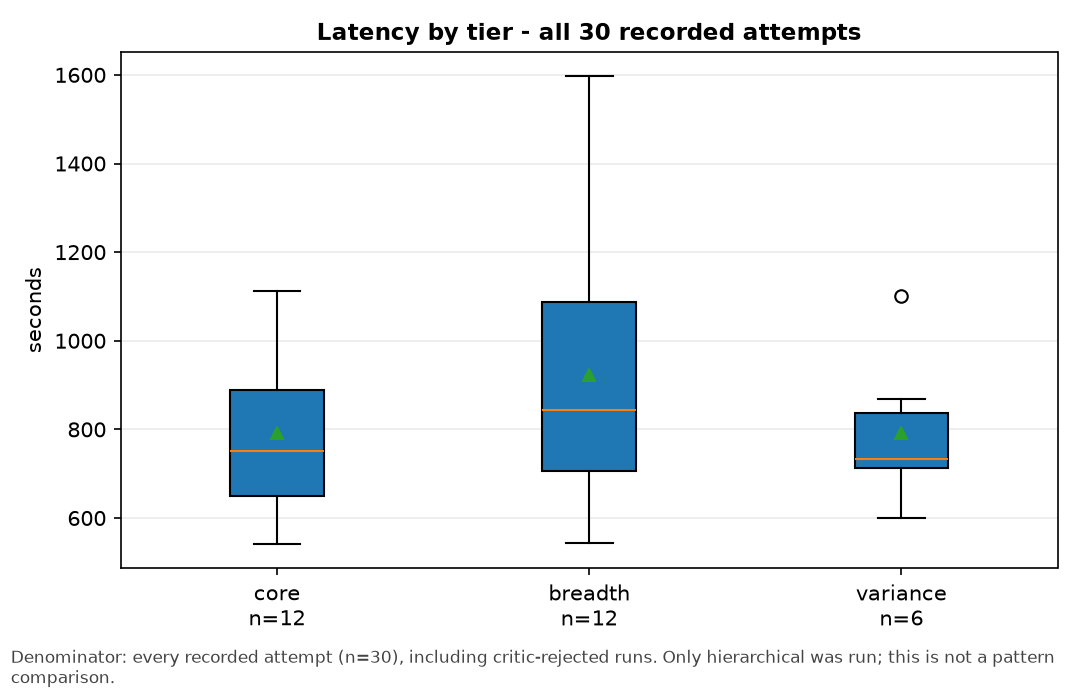 Latency by tier - all 30 recorded attempts
1600
1400
1200
1000
800
600
seconds
core
n=12
breadth
n=12
variance
n=6
Denominator: every recorded attempt (n=30), including critic-rejected runs. Only hierarchical was run; this is not a pattern
comparison.